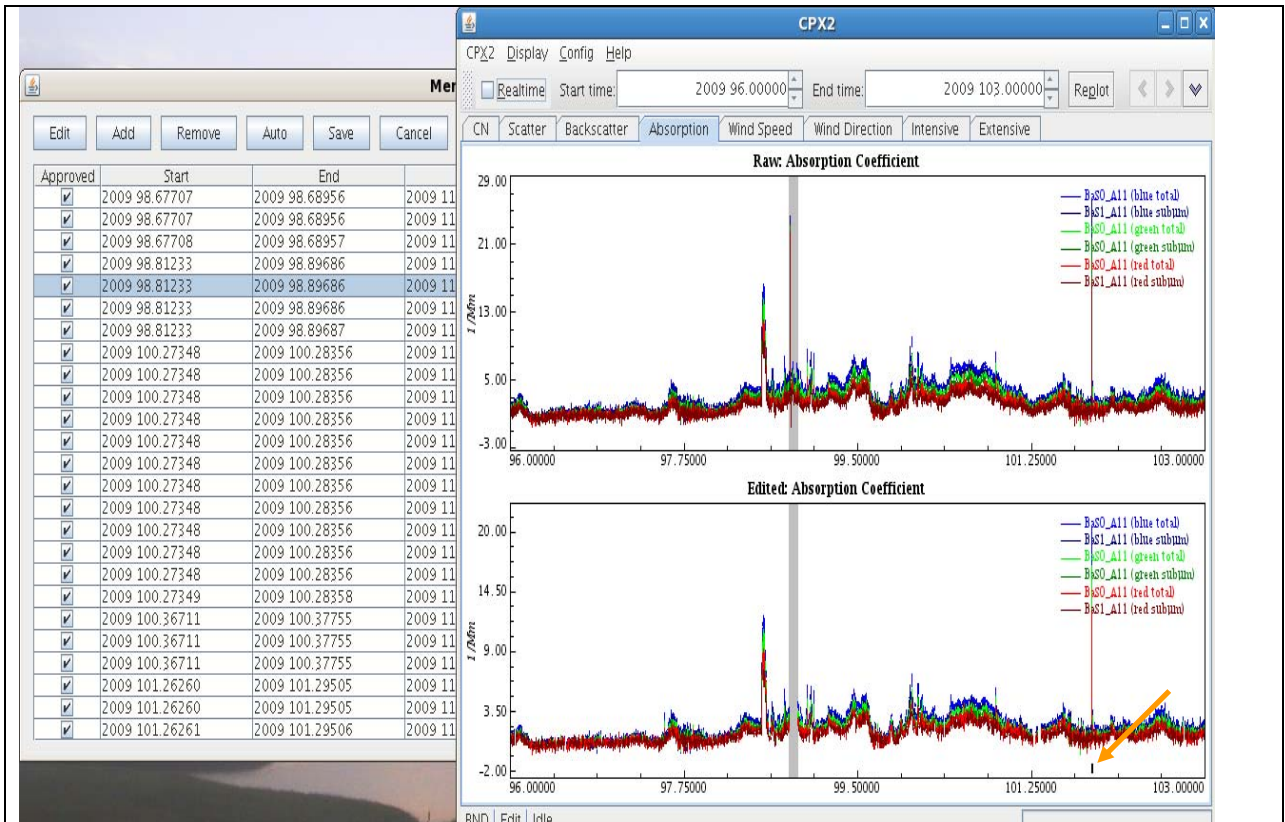 CPX2
CPX2 Display Config Help
Realtime Start time: 2009 96.00000 End time: 2009 103.00000 Replot
CN Scatter Backscatter Absorption Wind Speed Wind Direction Intensive Extensive
Mer
Edit Add Remove Auto Save Cancel
Approved Start End
2009 98.67707 2009 98.68956 2009 11
2009 98.67707 2009 98.68956 2009 11
2009 98.67708 2009 98.68957 2009 11
2009 98.81233 2009 98.89686 2009 11
2009 98.81233 2009 98.89686 2009 11
2009 98.81233 2009 98.89686 2009 11
2009 98.81233 2009 98.89687 2009 11
2009 100.27348 2009 100.28356 2009 11
2009 100.27348 2009 100.28356 2009 11
2009 100.27348 2009 100.28356 2009 11
2009 100.27348 2009 100.28356 2009 11
2009 100.27348 2009 100.28356 2009 11
2009 100.27348 2009 100.28356 2009 11
2009 100.27348 2009 100.28356 2009 11
2009 100.27348 2009 100.28356 2009 11
2009 100.27348 2009 100.28356 2009 11
2009 100.27348 2009 100.28356 2009 11
2009 100.27348 2009 100.28356 2009 11
2009 100.27349 2009 100.28358 2009 11
2009 100.36711 2009 100.37755 2009 11
2009 100.36711 2009 100.37755 2009 11
2009 100.36711 2009 100.37755 2009 11
2009 101.26260 2009 101.29505 2009 11
2009 101.26260 2009 101.29505 2009 11
2009 101.26261 2009 101.29506 2009 11
Raw: Absorption Coefficient
29.00
21.00
13.00
5.00
-3.00
1/Mm
BaS0_A11 (blue total)
BaS1_A11 (blue subµm)
BaS0_A11 (green total)
BaS0_A11 (green subµm)
BaS0_A11 (red total)
BaS1_A11 (red subµm)
96.00000 97.75000 99.50000 101.25000 103.00000
Edited: Absorption Coefficient
20.00
14.50
9.00
3.50
-2.00
1/Mm
BaS0_A11 (blue total)
BaS1_A11 (blue subµm)
BaS0_A11 (green total)
BaS0_A11 (green subµm)
BaS0_A11 (red total)
BaS1_A11 (red subµm)
96.00000 97.75000 99.50000 101.25000 103.00000
BND Edit Idle